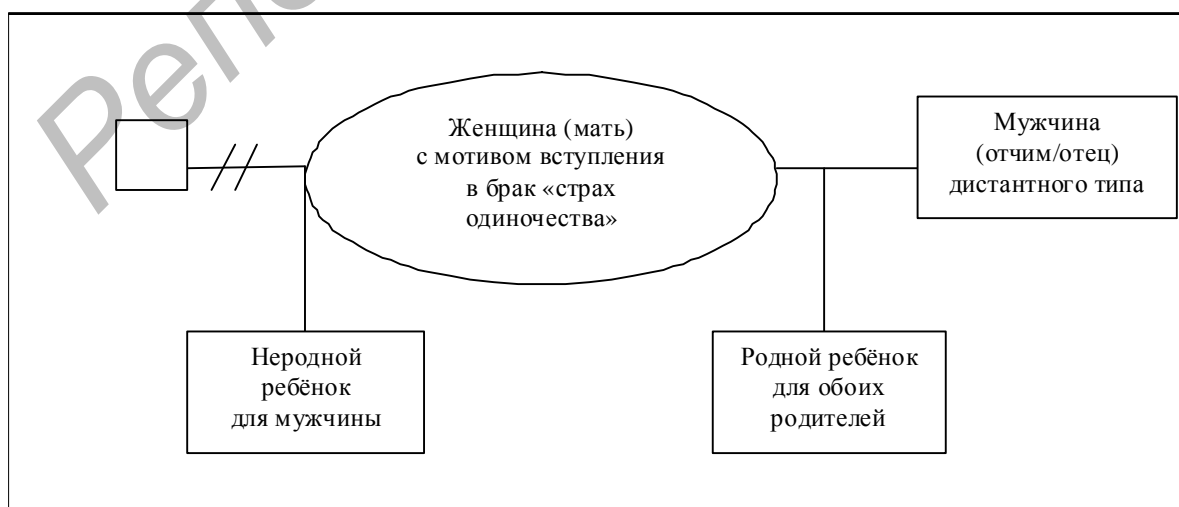 Женщина (мать)
с мотивом вступления
в брак «страх
одиночества»
Мужчина
(отчим/отец)
дистантного типа
Неродной
ребёнок
для мужчины
Родной ребёнок
для обоих
родителей